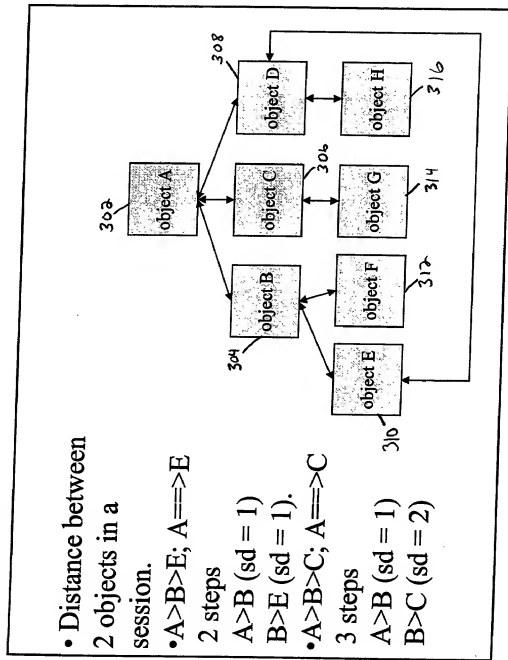 • Distance between
2 objects in a
session.
•A>B>E; A==>E
2 steps
A>B (sd = 1)
B>E (sd = 1).
•A>B>C; A==>C
3 steps
A>B (sd = 1)
B>C (sd = 2)
302
object A
304
object B
306
object C
308
object D
310
object E
312
object F
314
object G
316
object H